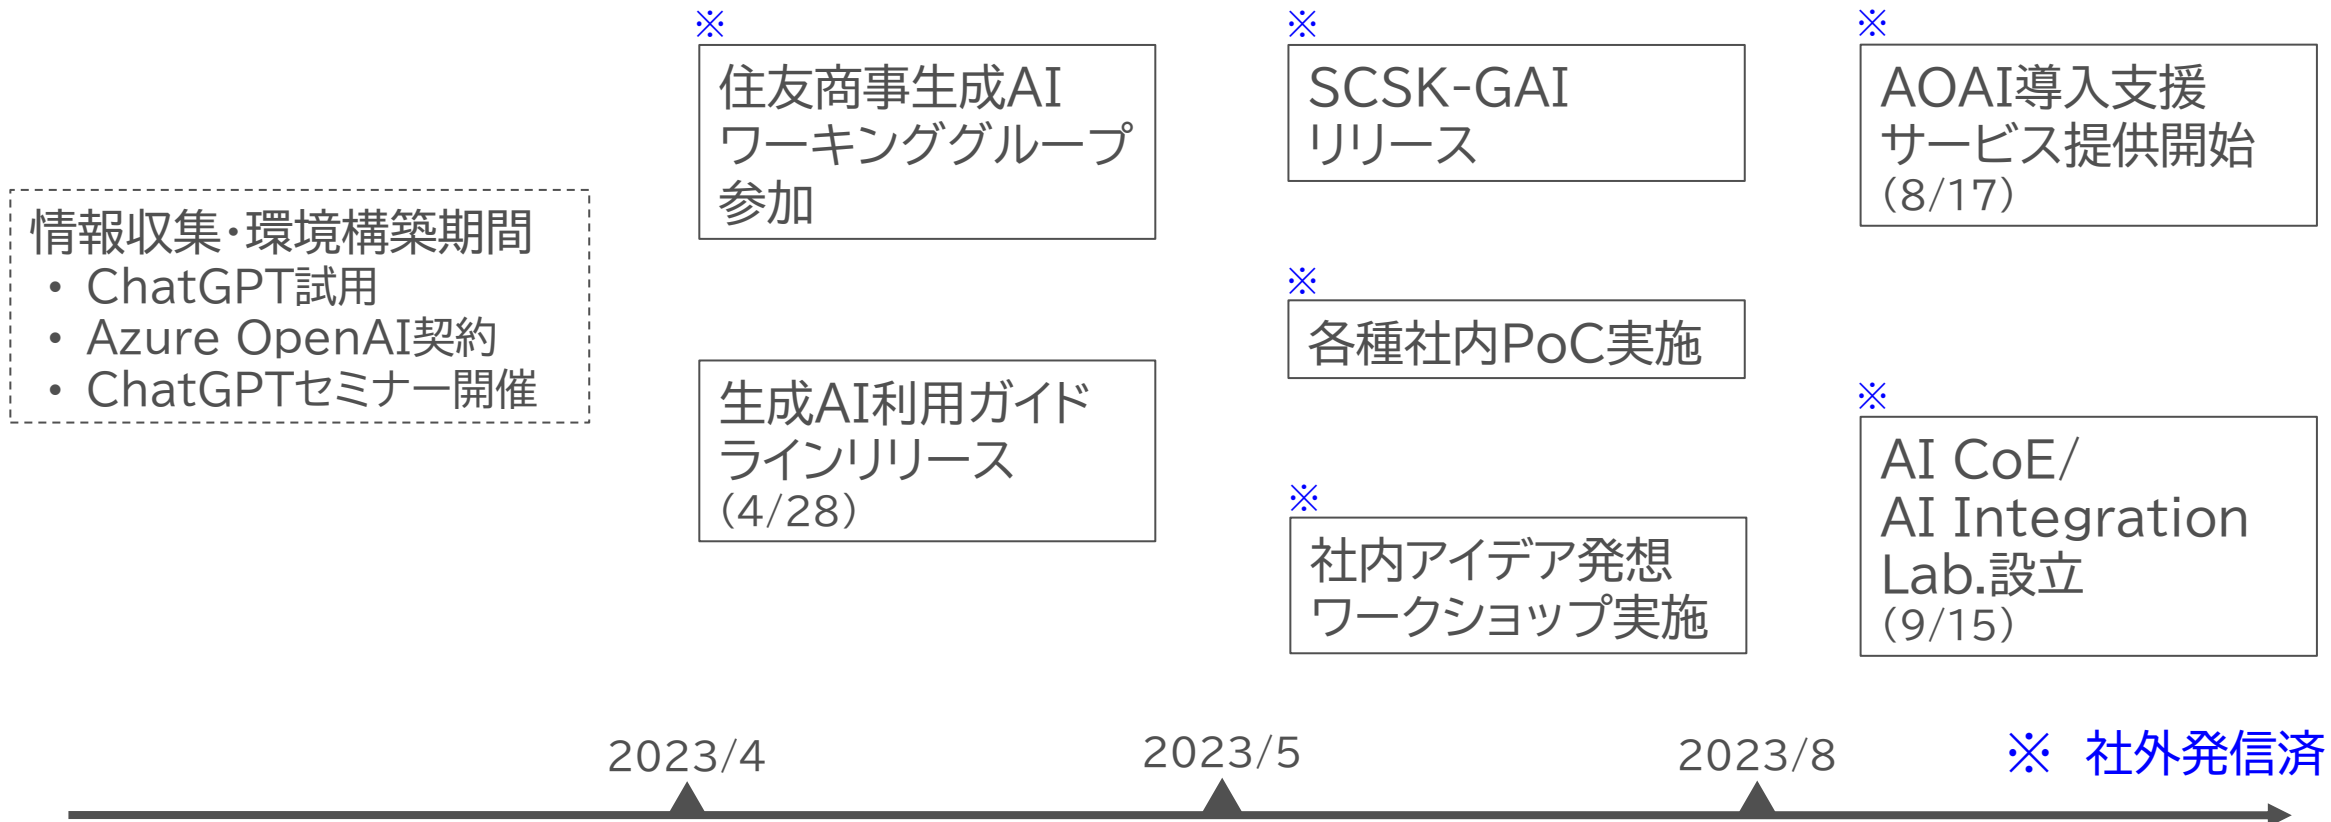 情報収集・環境構築期間
• ChatGPT試用
• Azure OpenAI契約
• ChatGPTセミナー開催
※
住友商事生成AI
ワーキンググループ
参加
生成AI利用ガイド
ラインリリース
(4/28)
※
SCSK-GAI
リリース
※
各種社内PoC実施
※
社内アイデア発想
ワークショップ実施
※
AOAI導入支援
サービス提供開始
(8/17)
※
AI CoE/
AI Integration
Lab.設立
(9/15)
2023/4
2023/5
2023/8
※ 社外発信済